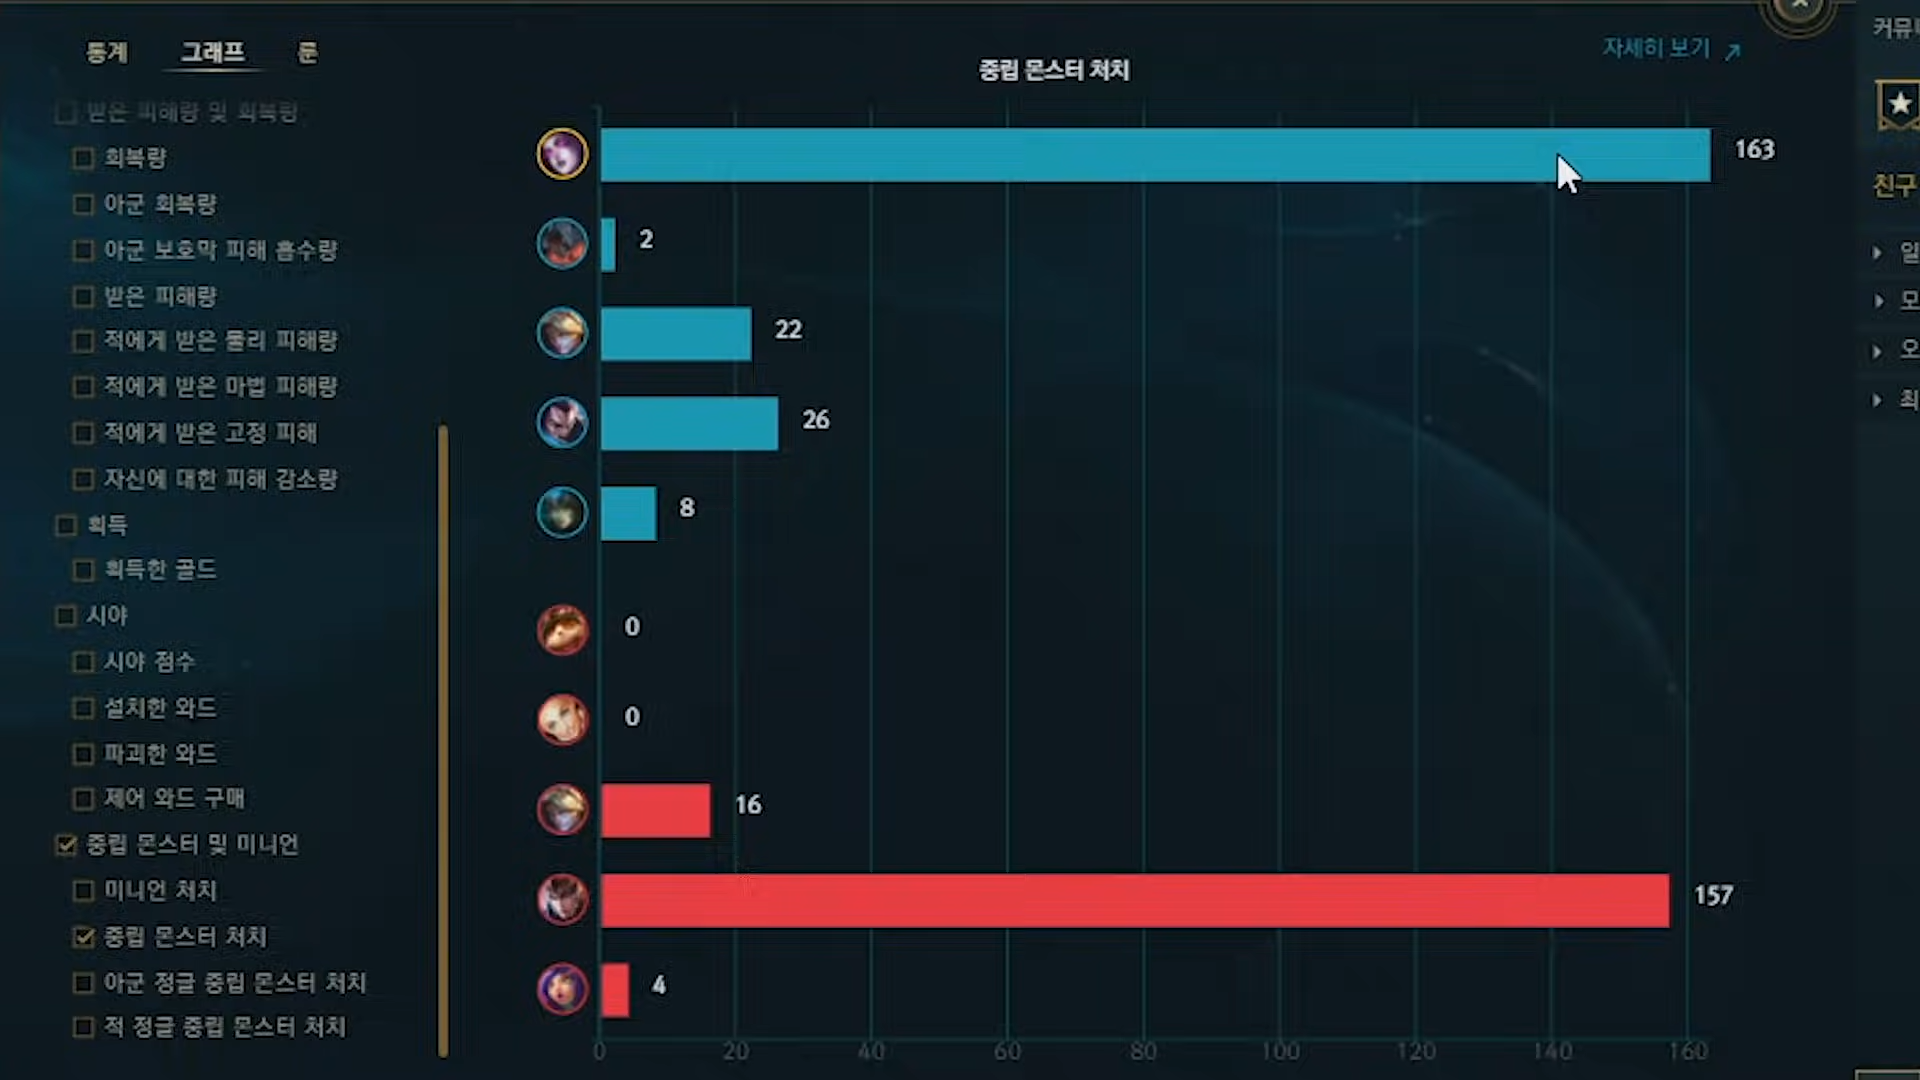 통계 그래프 룬
중립 몬스터 처치
자세히 보기
받은 피해량 및 회복량
회복량
아군 회복량
아군 보호막 피해 흡수량
받은 피해량
적에게 받은 물리 피해량
적에게 받은 마법 피해량
적에게 받은 고정 피해
자신에 대한 피해 감소량
획득
획득한 골드
시야
시야 점수
설치한 와드
파괴한 와드
제어 와드 구매
중립 몬스터 및 미니언
미니언 처치
중립 몬스터 처치
아군 정글 중립 몬스터 처치
적 정글 중립 몬스터 처치
163
2
22
26
8
0
0
16
157
4
0 20 40 60 80 100 120 140 160
친구